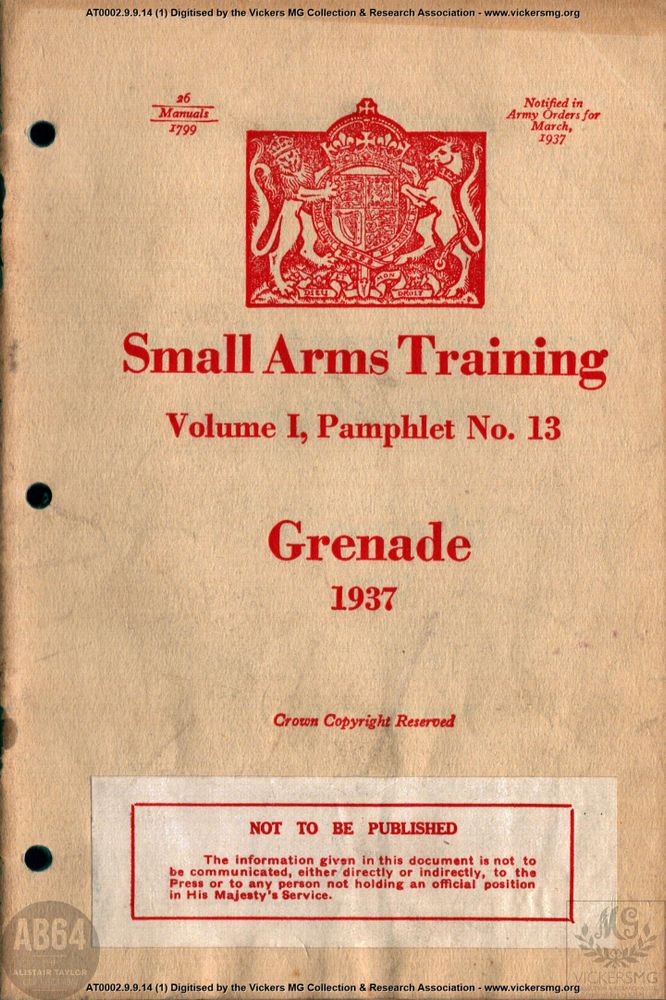 AT0002.9.9.14 (1) Digitised by the Vickers MG Collection & Research Association - www.vickersmg.org
26
Manuals
1799
Notified in
Army Orders for
March,
1937
DIEU
MON
DROIT
Small Arms Training
Volume I, Pamphlet No. 13
Grenade
1937
Crown Copyright Reserved
NOT TO BE PUBLISHED
The information given in this document is not to
be communicated, either directly or indirectly, to the
Press or to any person not holding an official position
in His Majesty's Service.
AB64
ALISTAIR TAYLOR
MG
VICKERSMG
AT0002.9.9.14 (1) Digitised by the Vickers MG Collection & Research Association - www.vickersmg.org